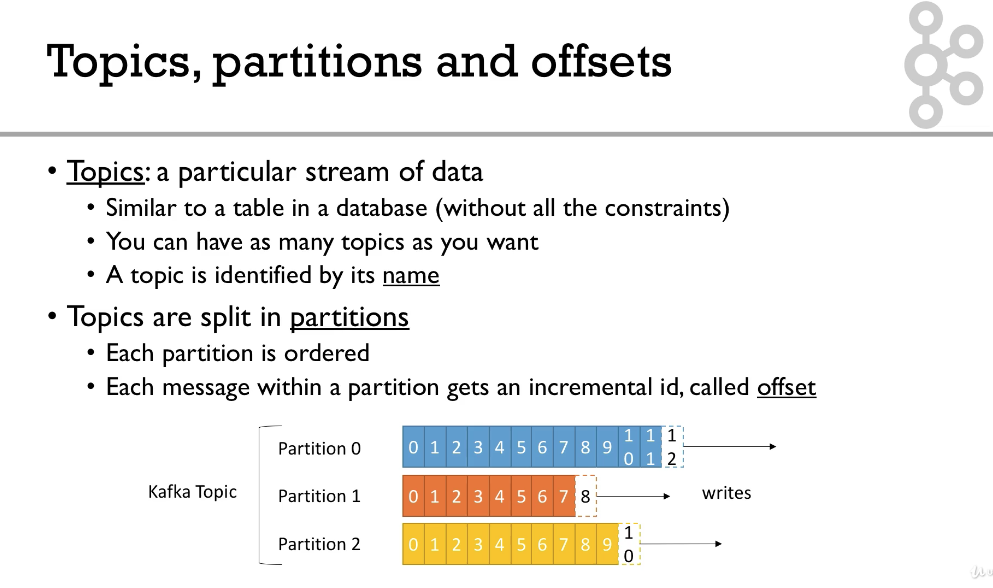 Topics, partitions and offsets
• Topics: a particular stream of data
• Similar to a table in a database (without all the constraints)
• You can have as many topics as you want
• A topic is identified by its name
• Topics are split in partitions
• Each partition is ordered
• Each message within a partition gets an incremental id, called offset
Kafka Topic
Partition 0
0 1 2 3 4 5 6 7 8 9 10 11 12
Partition 1
0 1 2 3 4 5 6 7 8
writes
Partition 2
0 1 2 3 4 5 6 7 8 9 10